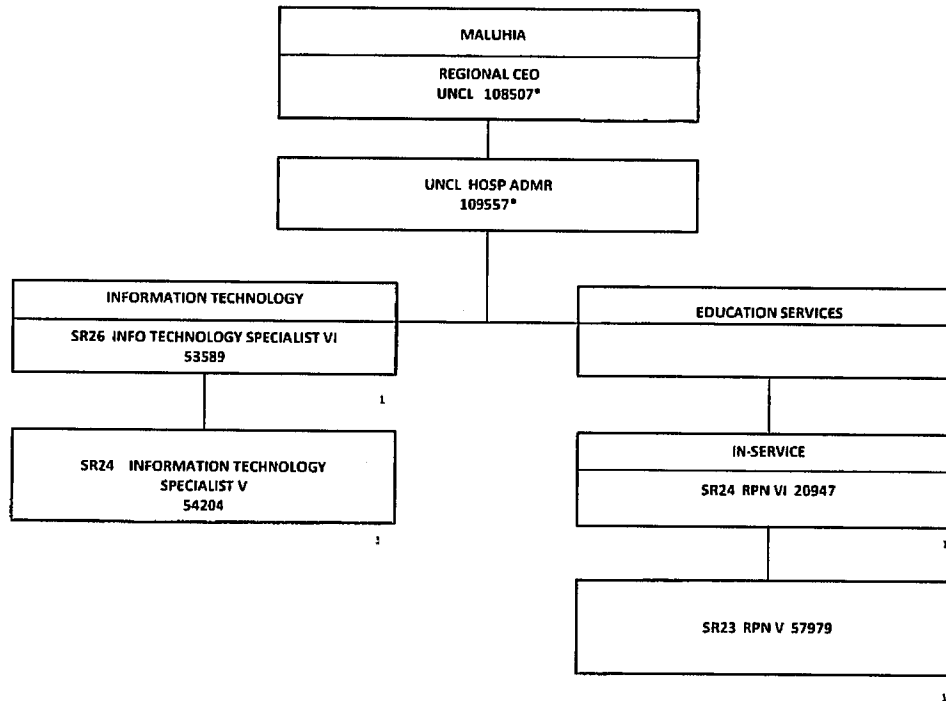 MALUHIA
REGIONAL CEO
UNCL 108507*
UNCL HOSP ADMR
109557*
INFORMATION TECHNOLOGY
SR26 INFO TECHNOLOGY SPECIALIST VI
53589
1
SR24 INFORMATION TECHNOLOGY
SPECIALIST V
54204
1
EDUCATION SERVICES
IN-SERVICE
SR24 RPN VI 20947
1
SR23 RPN V 57979
1